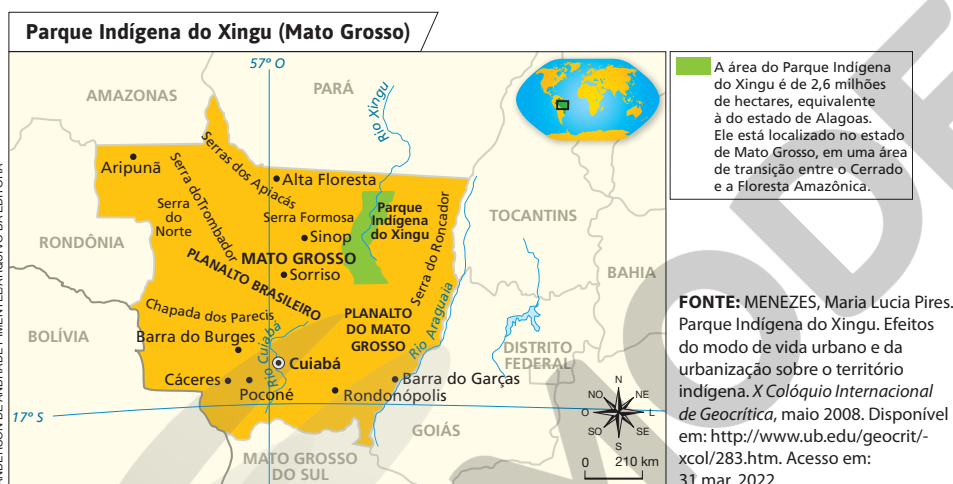 Parque Indígena do Xingu (Mato Grosso)
57° O
AMAZONAS
PARÁ
Rio Xingu
Serras dos Apiacás
Aripunã
Serra do Trombador
Alta Floresta
Serra
do
Norte
Serra Formosa
Parque
Indígena
do Xingu
Sinop
RONDÔNIA
MATO GROSSO
Sorriso
PLANALTO BRASILEIRO
Serra do Roncador
TOCANTINS
BAHIA
Chapada dos Parecis
PLANALTO
DO MATO
GROSSO
Rio Araguaia
BOLÍVIA
Barra do Burges
Rio Cuiabá
Cuiabá
DISTRITO
FEDERAL
Cáceres
Poconé
Barra do Garças
Rondonópolis
17° S
GOIÁS
MATO GROSSO
DO SUL
N
NO
NE
O
L
SO
SE
S
0 210 km
A área do Parque Indígena
do Xingu é de 2,6 milhões
de hectares, equivalente
à do estado de Alagoas.
Ele está localizado no estado
de Mato Grosso, em uma área
de transição entre o Cerrado
e a Floresta Amazônica.
FONTE: MENEZES, Maria Lucia Pires.
Parque Indígena do Xingu. Efeitos
do modo de vida urbano e da
urbanização sobre o território
indígena. X Colóquio Internacional
de Geocrítica, maio 2008. Disponível
em: http://www.ub.edu/geocrit/-
xcol/283.htm. Acesso em:
31 mar. 2022